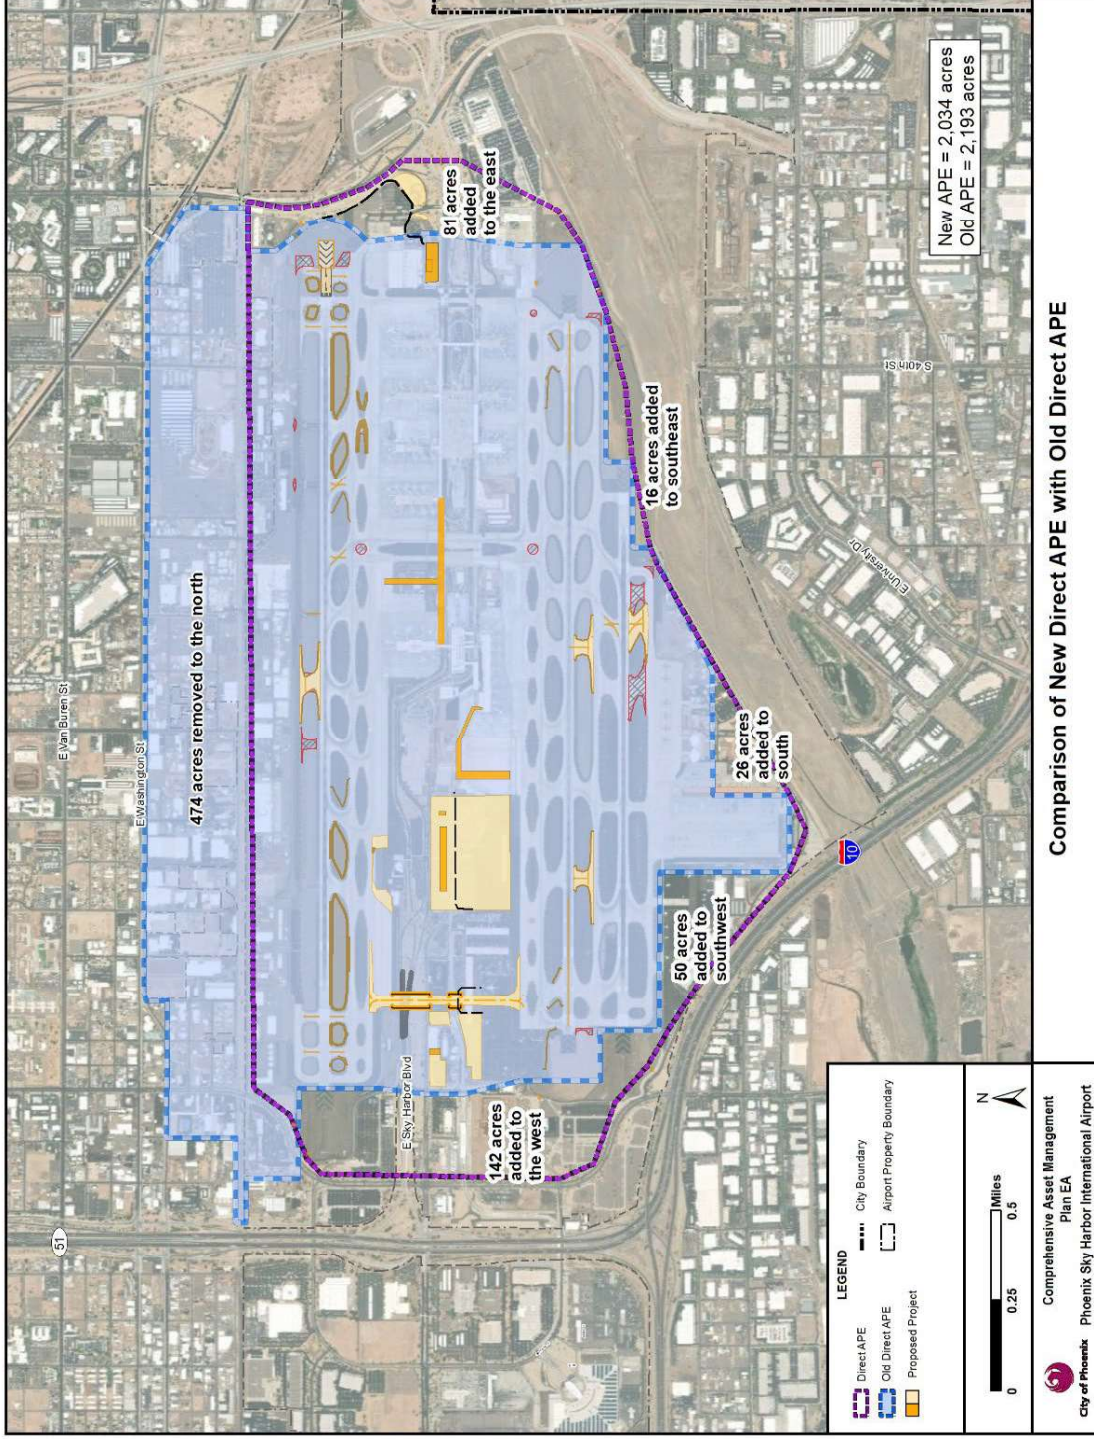 51
E Van Buren St
E Washington St
474 acres removed to the north
142 acres
added to
the west
E Sky Harbor Blvd
50 acres
added to
southwest
10
26 acres
added to
south
16 acres added
to southeast
81 acres
added
to the east
E University Dr
S 40th St
New APE = 2,034 acres
Old APE = 2,193 acres
LEGEND
Direct APE
Old Direct APE
Proposed Project
City Boundary
Airport Property Boundary
N
0
0.25
0.5
Miles
City of Phoenix
Comprehensive Asset Management
Plan EA
Phoenix Sky Harbor International Airport
Comparison of New Direct APE with Old Direct APE